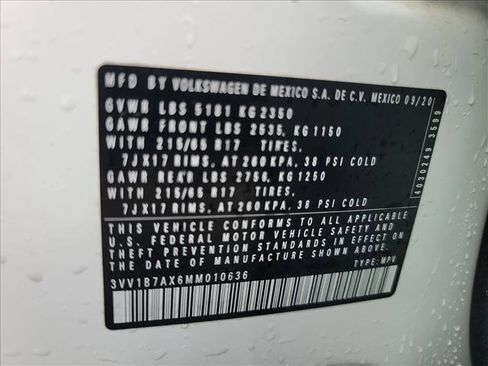 MFD BY VOLKSWAGEN DE MEXICO S.A. DE C.V. MEXICO 09/20
GVWR LBS 5181 KG 2350
GAWR FRONT LBS 2535, KG 1150
WITH 215/65 R17 TIRES,
7JX17 RIMS, AT 260 KPA, 38 PSI COLD
GAWR REAR LBS 2756, KG 1250
WITH 215/65 R17 TIRES,
7JX17 RIMS, AT 260 KPA, 38 PSI COLD
THIS VEHICLE CONFORMS TO ALL APPLICABLE
U.S. FEDERAL MOTOR VEHICLE SAFETY AND
THEFT PREVENTION STANDARDS IN EFFECT ON
THE DATE OF MANUFACTURE SHOWN ABOVE.
3VV1B7AX6MM010636
TYPE: MPV
4030249 3599